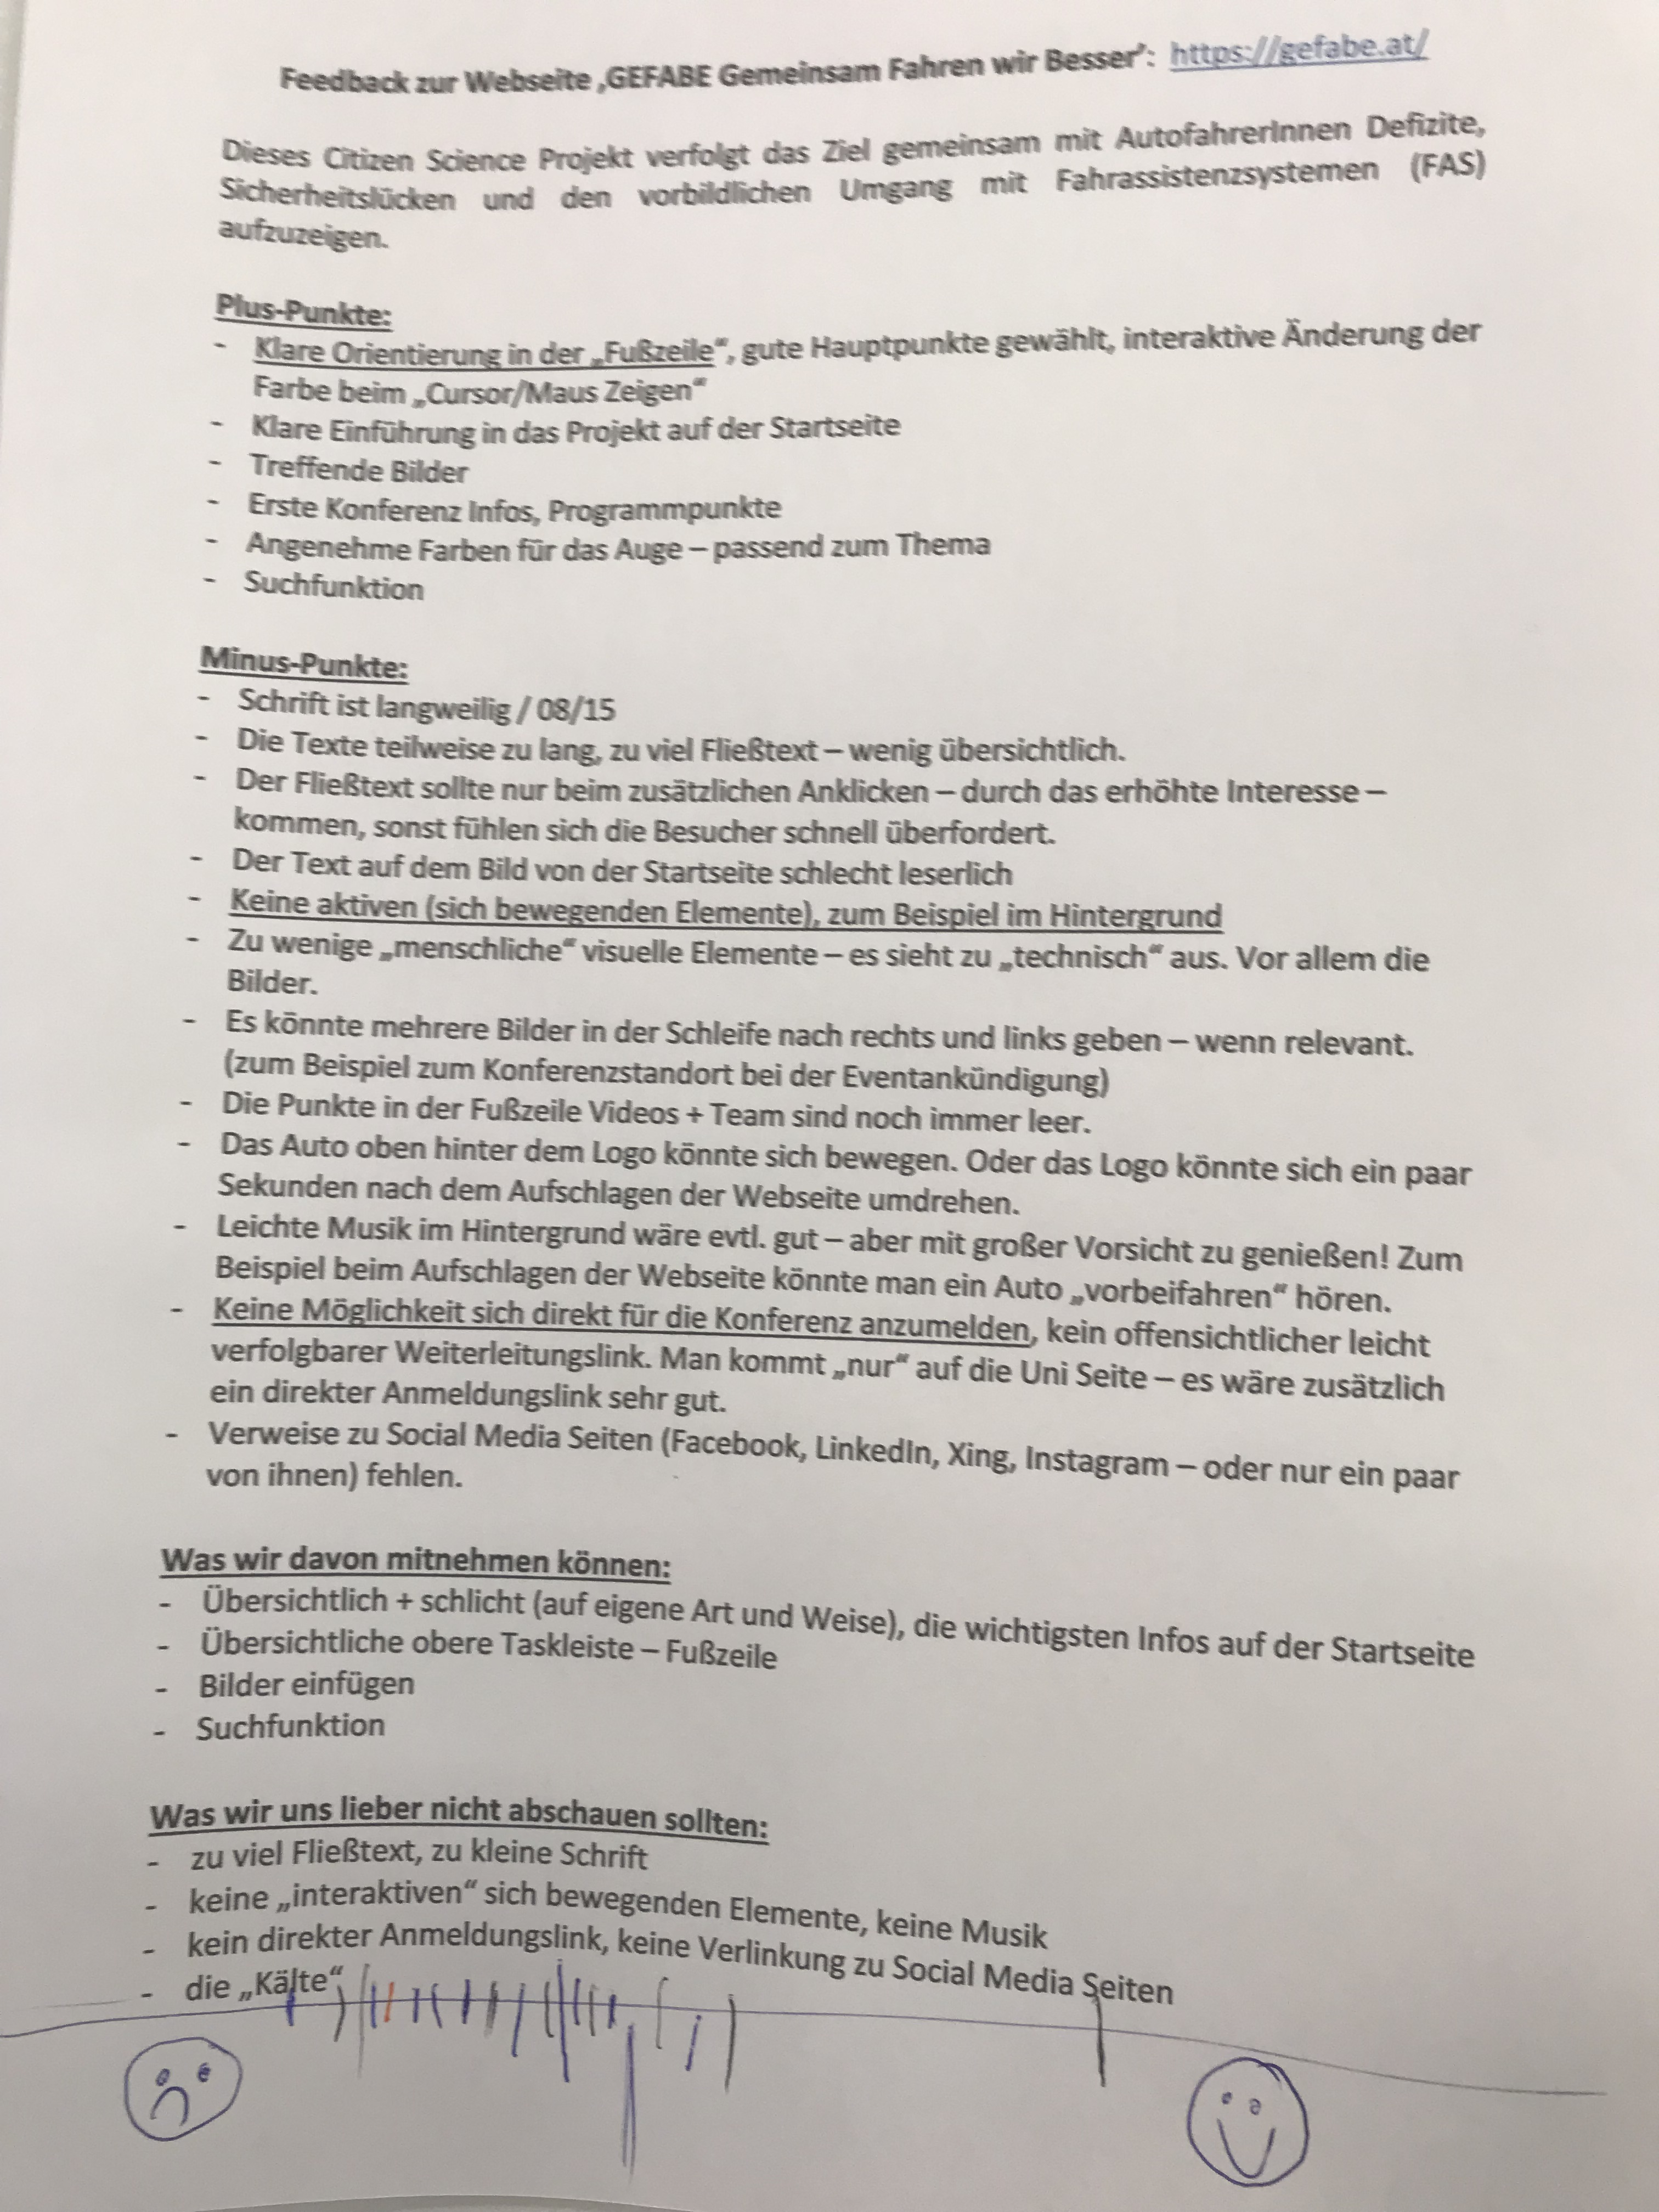 Feedback zur Webseite ‚GEFABE Gemeinsam Fahren wir Besser‘: https://gefabe.at/
Dieses Citizen Science Projekt verfolgt das Ziel gemeinsam mit AutofahrerInnen Defizite,
Sicherheitslücken und den vorbildlichen Umgang mit Fahrassistenzsystemen (FAS)
aufzuzeigen.
Plus-Punkte:
- Klare Orientierung in der „Fußzeile“, gute Hauptpunkte gewählt, interaktive Änderung der
Farbe beim „Cursor/Maus Zeigen“
- Klare Einführung in das Projekt auf der Startseite
- Treffende Bilder
- Erste Konferenz Infos, Programmpunkte
- Angenehme Farben für das Auge – passend zum Thema
- Suchfunktion
Minus-Punkte:
- Schrift ist langweilig / 08/15
- Die Texte teilweise zu lang, zu viel Fließtext – wenig übersichtlich.
- Der Fließtext sollte nur beim zusätzlichen Anklicken – durch das erhöhte Interesse –
kommen, sonst fühlen sich die Besucher schnell überfordert.
- Der Text auf dem Bild von der Startseite schlecht leserlich
- Keine aktiven (sich bewegenden Elemente), zum Beispiel im Hintergrund
- Zu wenige „menschliche“ visuelle Elemente – es sieht zu „technisch“ aus. Vor allem die
Bilder.
- Es könnte mehrere Bilder in der Schleife nach rechts und links geben – wenn relevant.
(zum Beispiel zum Konferenzstandort bei der Eventankündigung)
- Die Punkte in der Fußzeile Videos + Team sind noch immer leer.
- Das Auto oben hinter dem Logo könnte sich bewegen. Oder das Logo könnte sich ein paar
Sekunden nach dem Aufschlagen der Webseite umdrehen.
- Leichte Musik im Hintergrund wäre evtl. gut – aber mit großer Vorsicht zu genießen! Zum
Beispiel beim Aufschlagen der Webseite könnte man ein Auto „vorbeifahren“ hören.
- Keine Möglichkeit sich direkt für die Konferenz anzumelden, kein offensichtlicher leicht
verfolgbarer Weiterleitungslink. Man kommt „nur“ auf die Uni Seite – es wäre zusätzlich
ein direkter Anmeldungslink sehr gut.
- Verweise zu Social Media Seiten (Facebook, LinkedIn, Xing, Instagram – oder nur ein paar
von ihnen) fehlen.
Was wir davon mitnehmen können:
- Übersichtlich + schlicht (auf eigene Art und Weise), die wichtigsten Infos auf der Startseite
- Übersichtliche obere Taskleiste – Fußzeile
- Bilder einfügen
- Suchfunktion
Was wir uns lieber nicht abschauen sollten:
- zu viel Fließtext, zu kleine Schrift
- keine „interaktiven“ sich bewegenden Elemente, keine Musik
- kein direkter Anmeldungslink, keine Verlinkung zu Social Media Seiten
- die „Kälte“